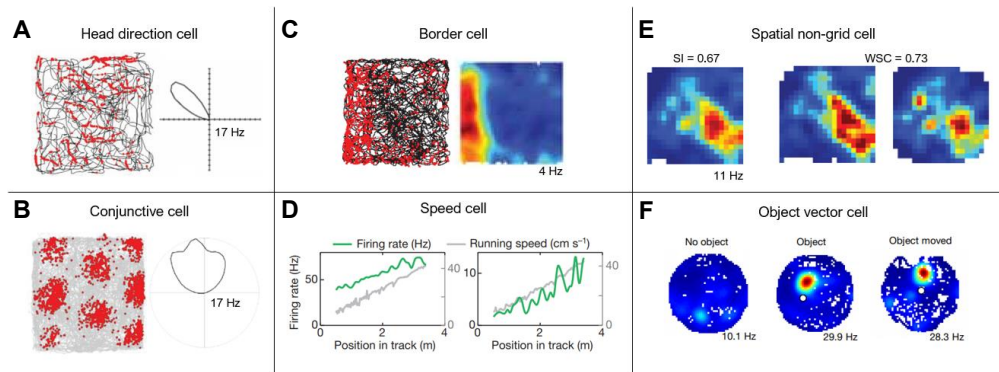 A
Head direction cell
17 Hz
B
Conjunctive cell
17 Hz
C
Border cell
4 Hz
D
Speed cell
Firing rate (Hz) Running speed (cm s⁻¹)
Firing rate (Hz)
50
0
40
0
0 2 4
Position in track (m)
10
0
40
0
0 2 4
Position in track (m)
E
Spatial non-grid cell
SI = 0.67 WSC = 0.73
11 Hz
F
Object vector cell
No object Object Object moved
10.1 Hz 29.9 Hz 28.3 Hz